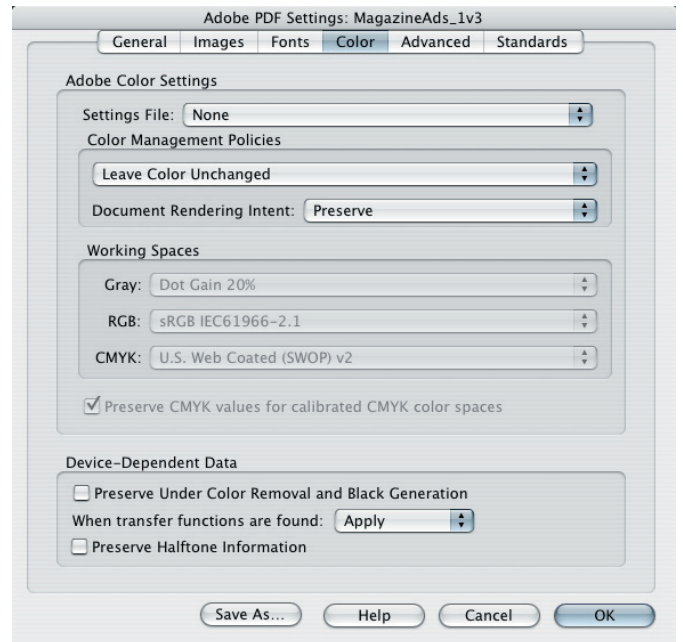 Adobe PDF Settings: MagazineAds_1v3
General Images Fonts Color Advanced Standards
Adobe Color Settings
Settings File: None
Color Management Policies
Leave Color Unchanged
Document Rendering Intent: Preserve
Working Spaces
Gray: Dot Gain 20%
RGB: sRGB IEC61966-2.1
CMYK: U.S. Web Coated (SWOP) v2
Preserve CMYK values for calibrated CMYK color spaces
Device-Dependent Data
Preserve Under Color Removal and Black Generation
When transfer functions are found: Apply
Preserve Halftone Information
Save As... Help Cancel OK